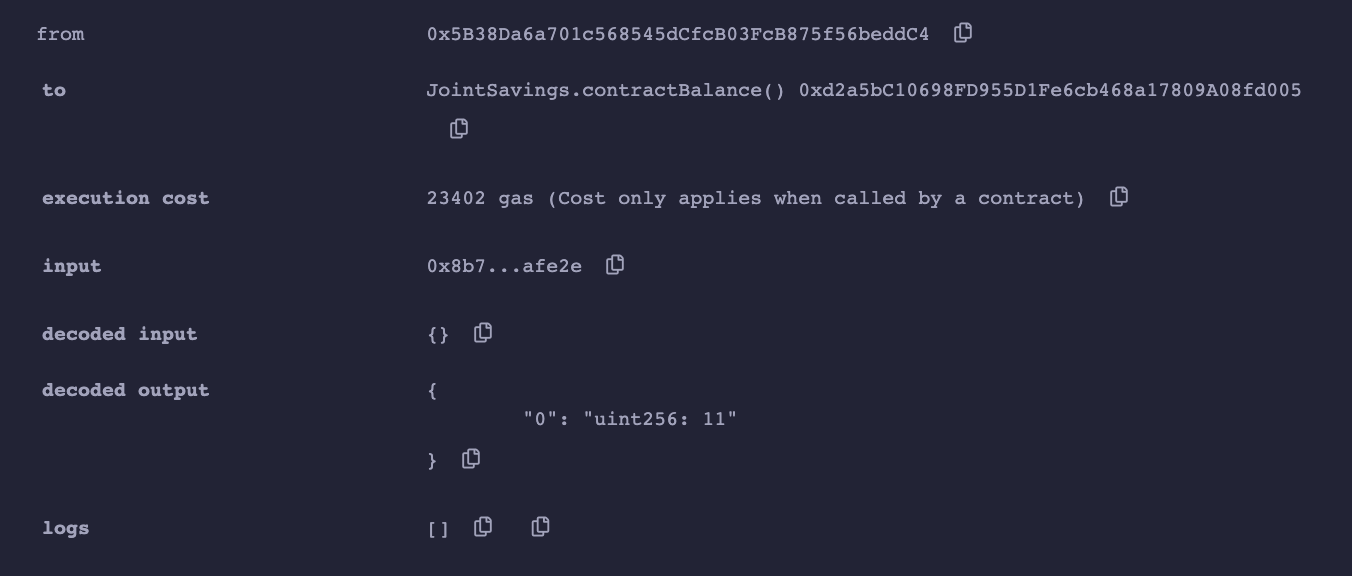 from 0x5B38Da6a701c568545dCfcB03FcB875f56beddC4
to JointSavings.contractBalance() 0xd2a5bC10698FD955D1Fe6cb468a17809A08fd005
execution cost 23402 gas (Cost only applies when called by a contract)
input 0x8b7...afe2e
decoded input {}
decoded output {
"0": "uint256: 11"
}
logs []